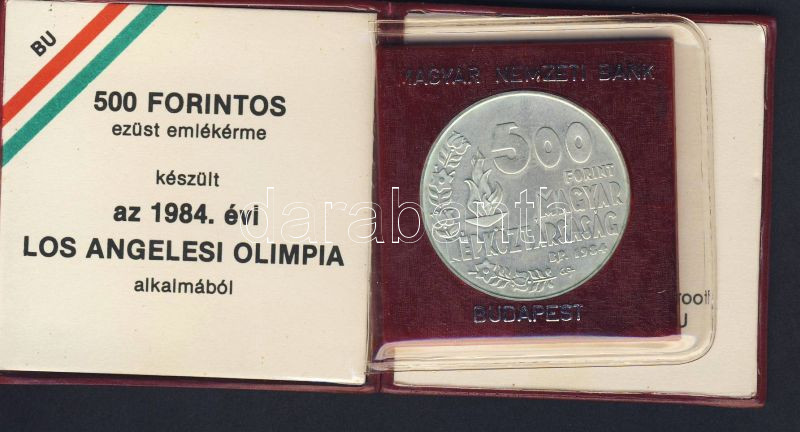 BU
500 FORINTOS
ezüst emlékérme
készült
az 1984. évi
LOS ANGELESI OLIMPIA
alkalmából
MAGYAR NEMZETI BANK
500
FORINT
MAGYAR
NÉPKÖZTÁRSASÁG
BP. 1984
BUDAPEST
darabanth